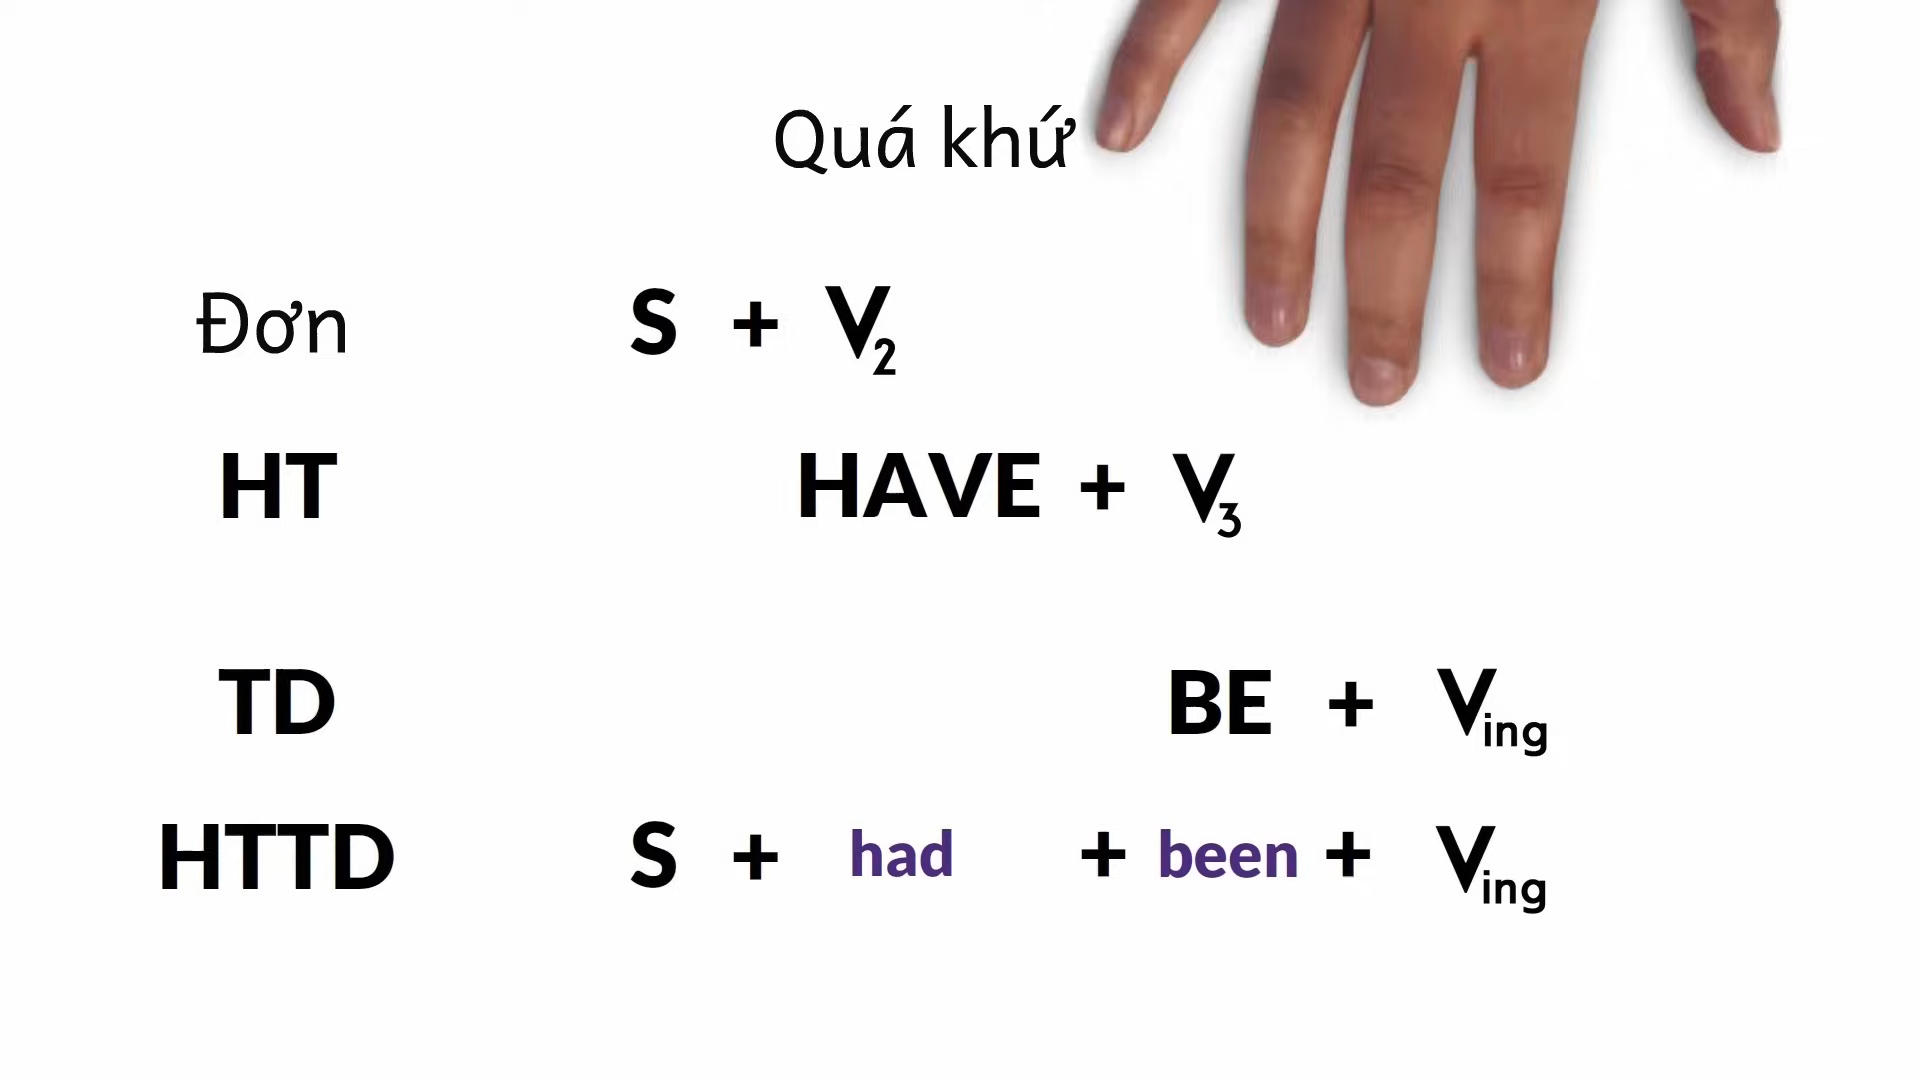 Quá khứ
Đơn S + V₂
HT HAVE + V₃
TD BE + Ving
HTTD S + had + been + Ving